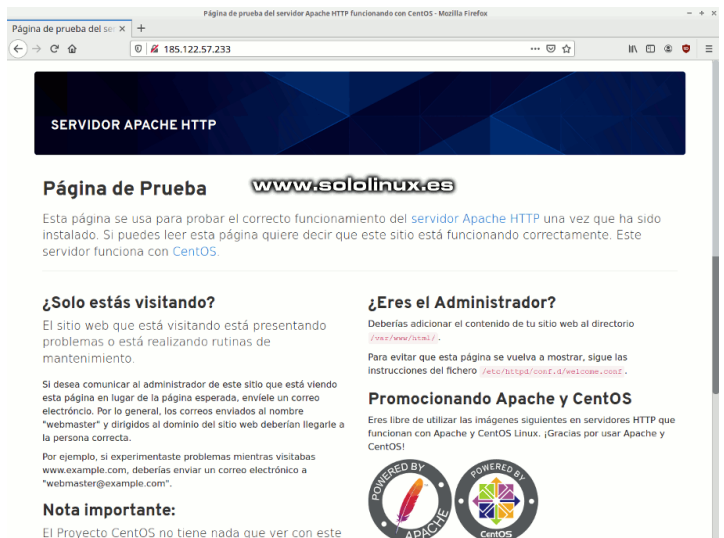 Página de prueba del servidor Apache HTTP funcionando con CentOS - Mozilla Firefox
Página de prueba del ser
185.122.57.233
SERVIDOR APACHE HTTP
Página de Prueba
www.sololinux.es
Esta página se usa para probar el correcto funcionamiento del servidor Apache HTTP una vez que ha sido
instalado. Si puedes leer esta página quiere decir que este sitio está funcionando correctamente. Este
servidor funciona con CentOS.
¿Solo estás visitando?
El sitio web que está visitando está presentando
problemas o está realizando rutinas de
mantenimiento.
Si desea comunicar al administrador de este sitio que está viendo
esta página en lugar de la página esperada, envíele un correo
electróncio. Por lo general, los correos enviados al nombre
"webmaster" y dirigidos al dominio del sitio web deberían llegarle a
la persona correcta.
Por ejemplo, si experimentaste problemas mientras visitabas
www.example.com, deberías enviar un correo electrónico a
"webmaster@example.com".
Nota importante:
El Proyecto CentOS no tiene nada que ver con este
¿Eres el Administrador?
Deberías adicionar el contenido de tu sitio web al directorio
/var/www/html/.
Para evitar que esta página se vuelva a mostrar, sigue las
instrucciones del fichero /etc/httpd/conf.d/welcome.conf.
Promocionando Apache y CentOS
Eres libre de utilizar las imágenes siguientes en servidores HTTP que
funcionan con Apache y CentOS Linux. ¡Gracias por usar Apache y
CentOS!
POWERED BY
APACHE
POWERED BY
CentOS